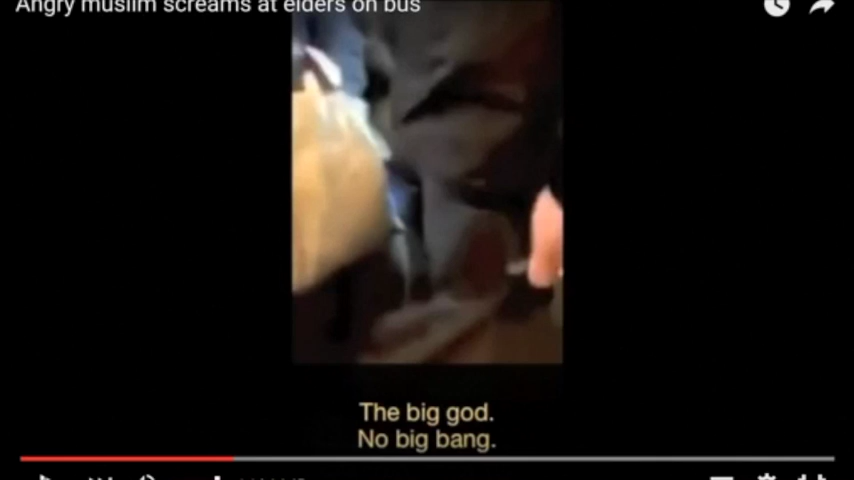 Angry muslim screams at elders on bus
The big god.
No big bang.